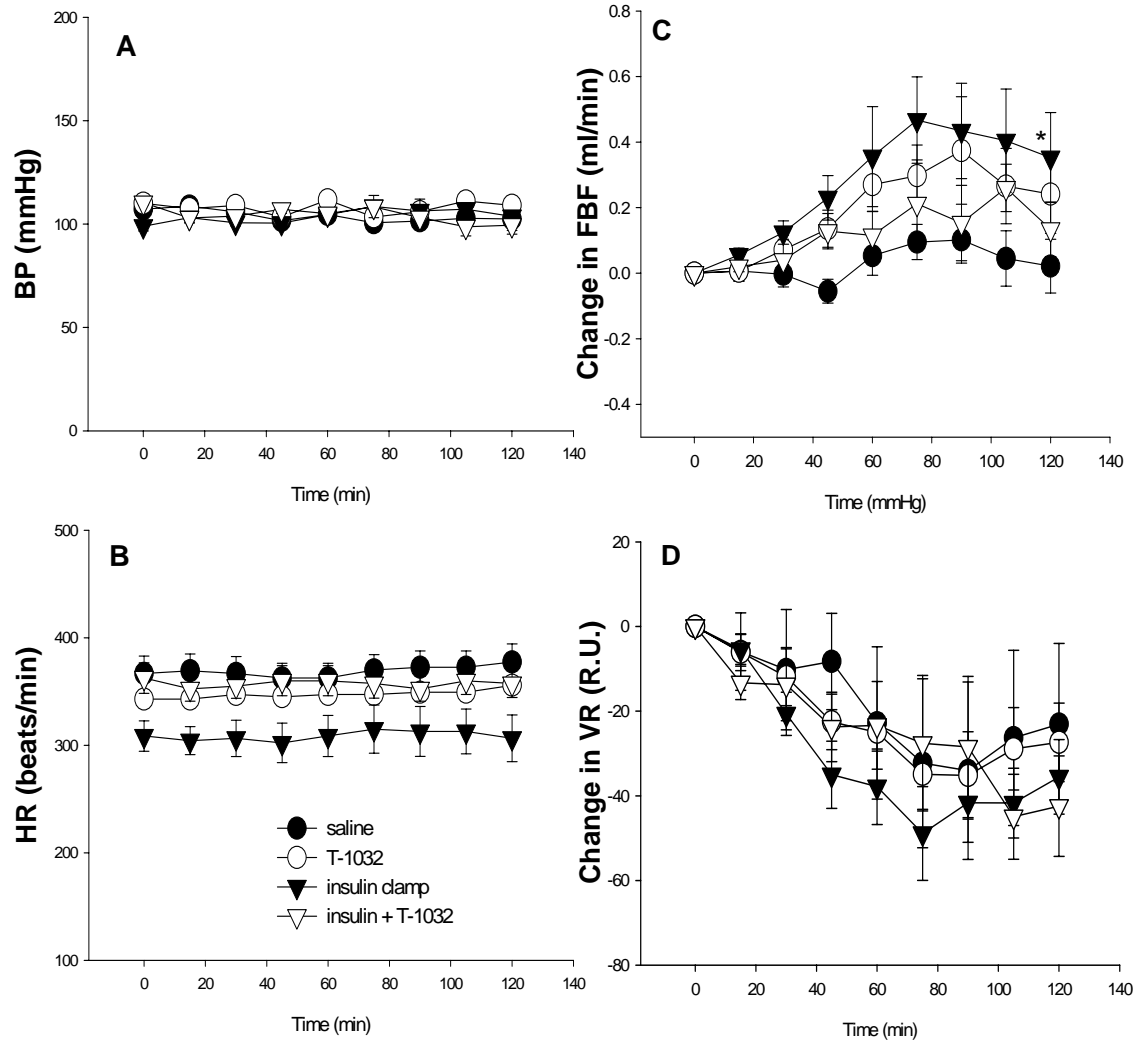 A
BP (mmHg)
200
150
100
50
0
0 20 40 60 80 100 120 140
Time (min)
C
Change in FBF (ml/min)
0.8
0.6
0.4
0.2
0.0
-0.2
-0.4
*
0 20 40 60 80 100 120 140
Time (mmHg)
B
HR (beats/min)
500
400
300
200
100
saline
T-1032
insulin clamp
insulin + T-1032
0 20 40 60 80 100 120 140
Time (min)
D
Change in VR (R.U.)
20
0
-20
-40
-60
-80
0 20 40 60 80 100 120 140
Time (min)